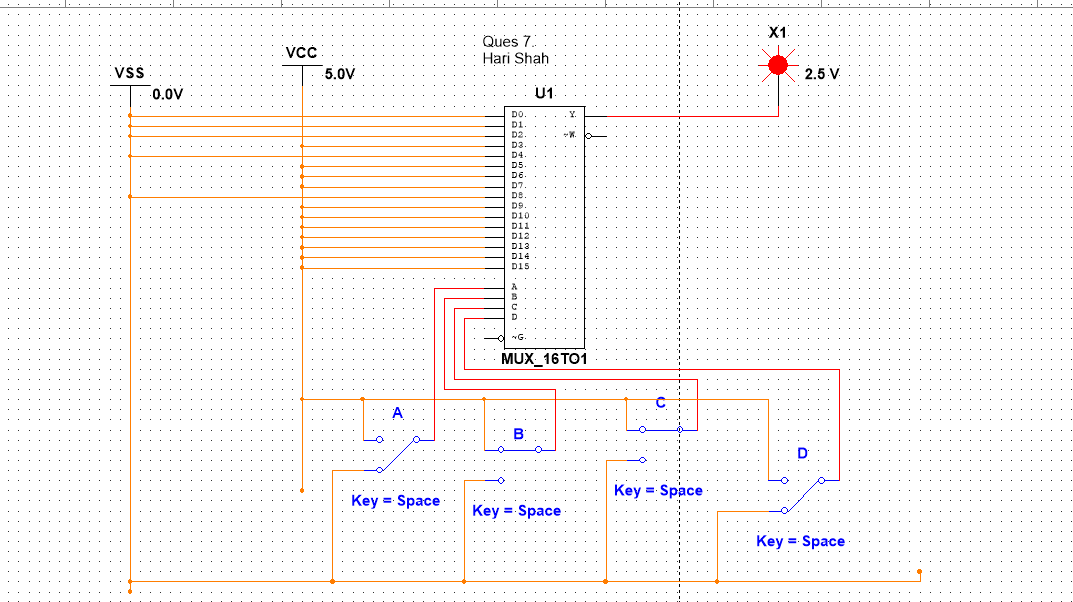 Ques 7
Hari Shah
X1
VCC
VSS
5.0V
2.5 V
0.0V
U1
D0
Y
D1
D2
~W
D3
D4
D5
D6
D7
D8
D9
D10
D11
D12
D13
D14
D15
A
B
C
D
~G
MUX_16TO1
A
C
B
D
Key = Space
Key = Space
Key = Space
Key = Space